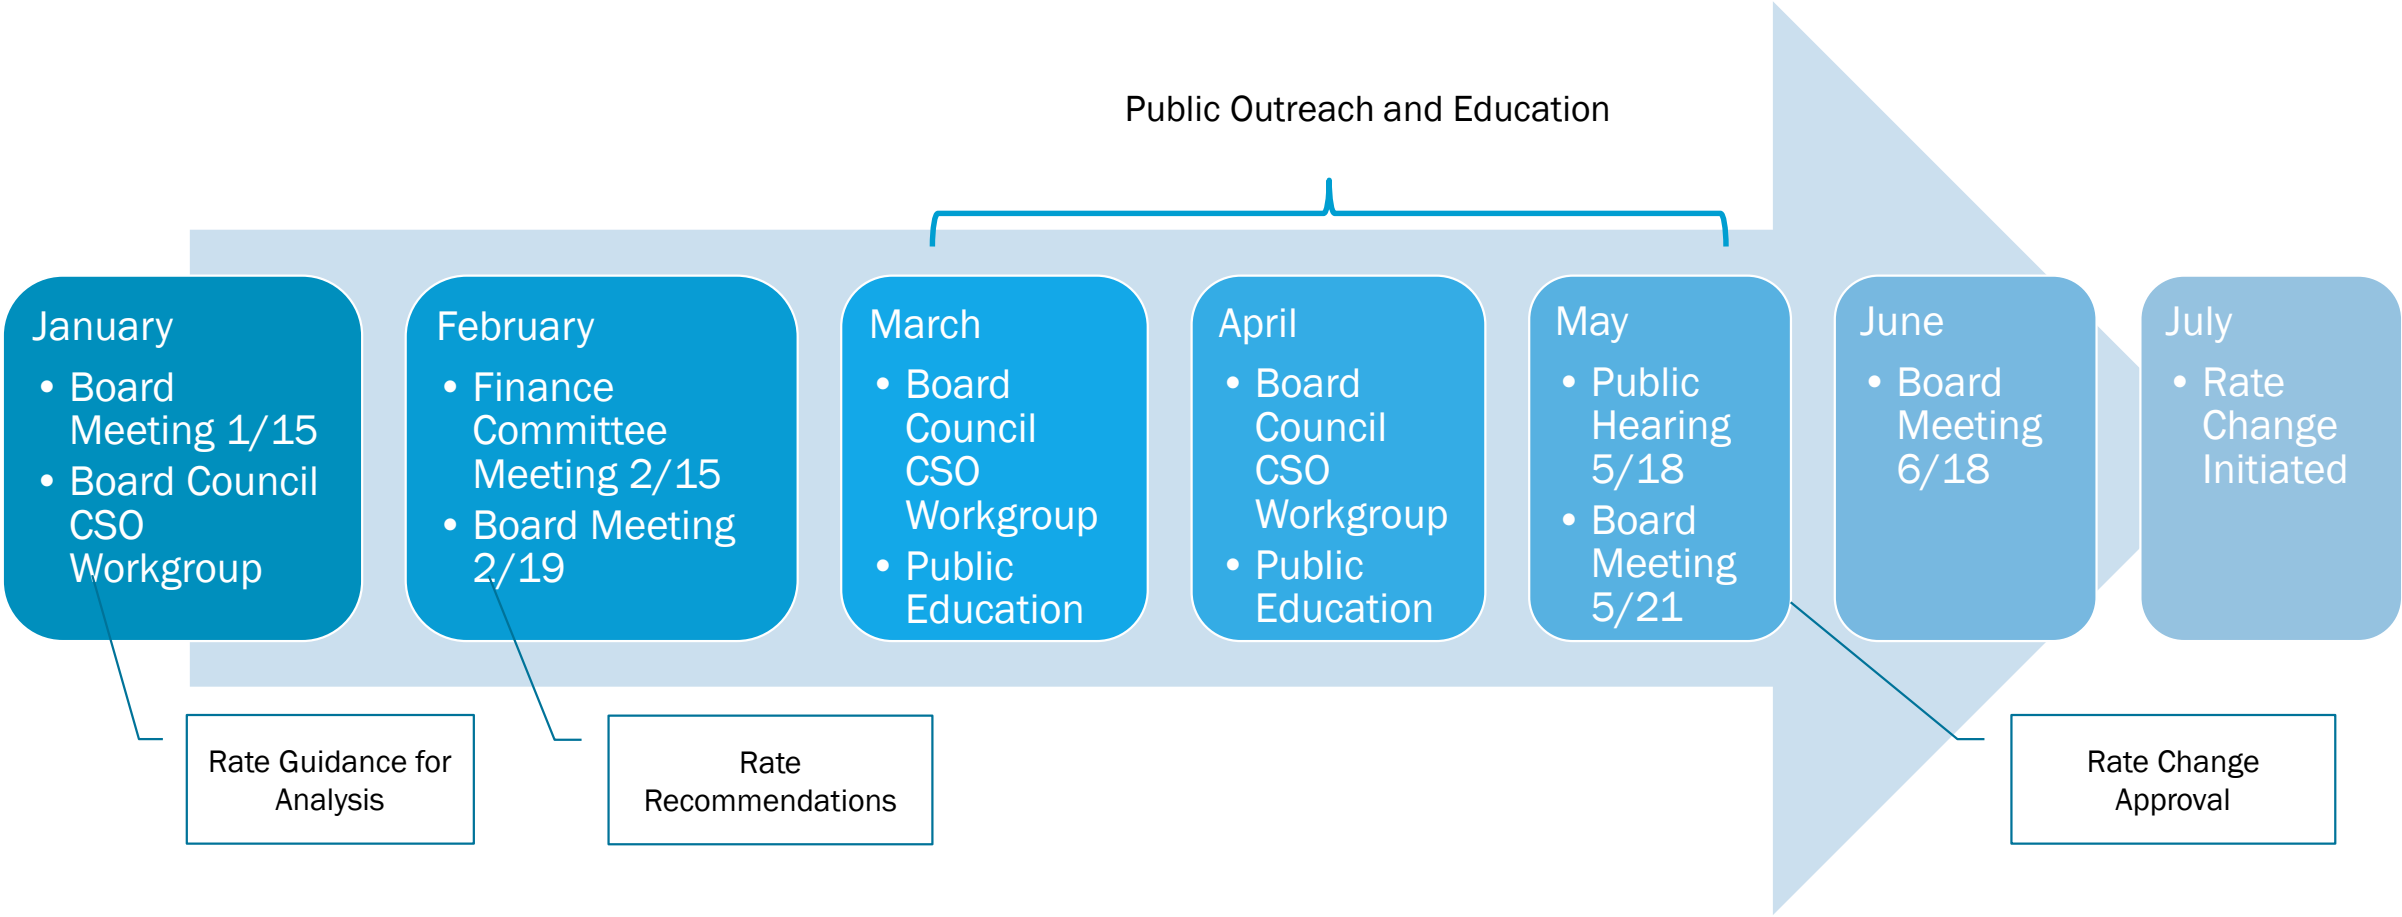 Public Outreach and Education
January
• Board
Meeting 1/15
• Board Council
CSO
Workgroup
February
• Finance
Committee
Meeting 2/15
• Board Meeting
2/19
March
• Board
Council
CSO
Workgroup
• Public
Education
April
• Board
Council
CSO
Workgroup
• Public
Education
May
• Public
Hearing
5/18
• Board
Meeting
5/21
June
• Board
Meeting
6/18
July
• Rate
Change
Initiated
Rate Guidance for
Analysis
Rate
Recommendations
Rate Change
Approval